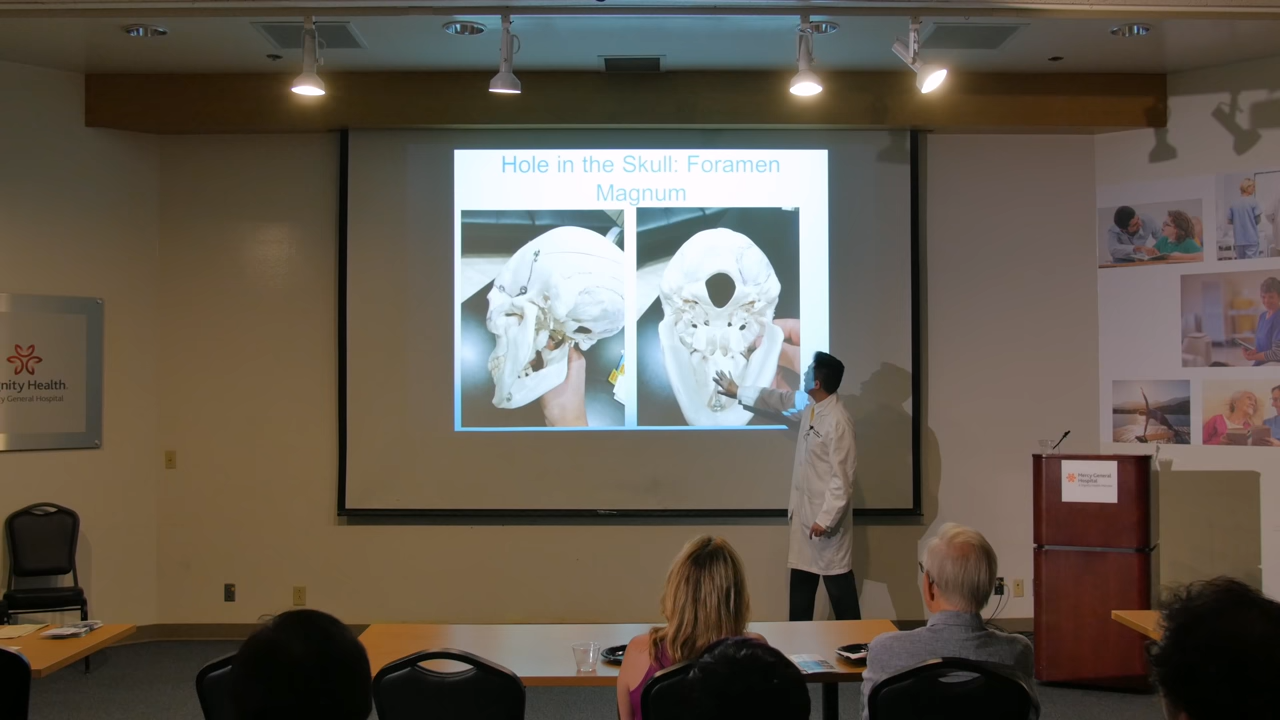 Hole in the Skull: Foramen
Magnum
nity Health
y General Hospital
Mercy General
Hospital